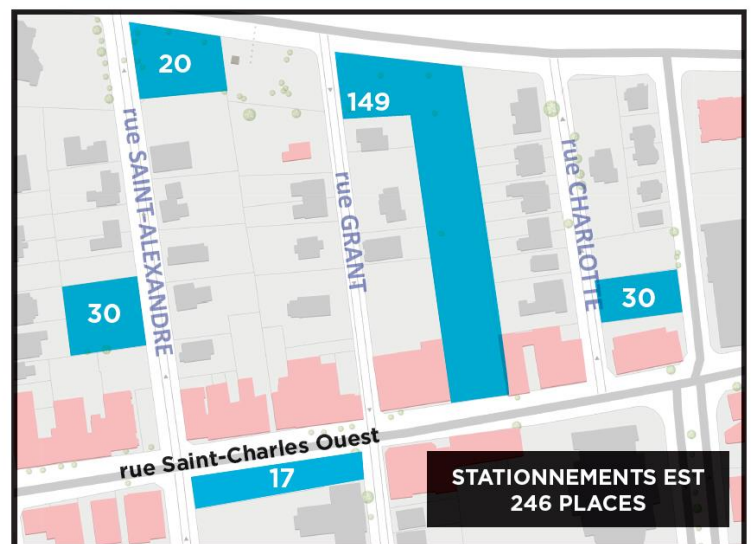 20
149
rue SAINT-ALEXANDRE
rue GRANT
rue CHARLOTTE
30
30
rue Saint-Charles Ouest
17
STATIONNEMENTS EST
246 PLACES